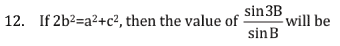 12. If 2b²=a²+c², then the value of sin3B/sinB will be